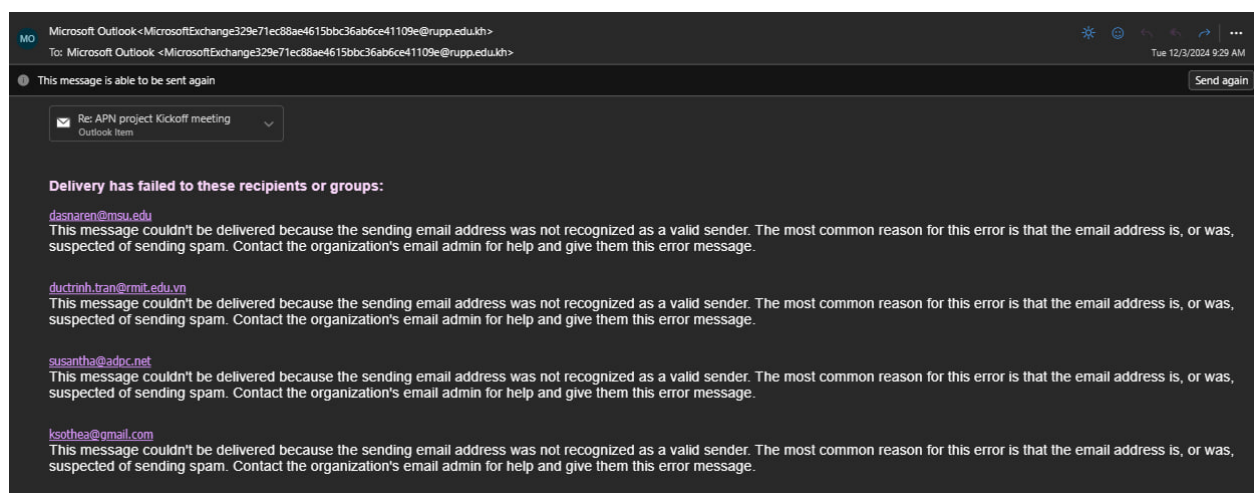 MO
Microsoft Outlook<MicrosoftExchange329e71ec88ae4615bbc36ab6ce41109e@rupp.edu.kh>
To: Microsoft Outlook <MicrosoftExchange329e71ec88ae4615bbc36ab6ce41109e@rupp.edu.kh>
Tue 12/3/2024 9:29 AM
This message is able to be sent again
Send again
Re: APN project Kickoff meeting
Outlook Item
Delivery has failed to these recipients or groups:
dasnaren@msu.edu
This message couldn't be delivered because the sending email address was not recognized as a valid sender. The most common reason for this error is that the email address is, or was,
suspected of sending spam. Contact the organization's email admin for help and give them this error message.
ductrinh.tran@rmit.edu.vn
This message couldn't be delivered because the sending email address was not recognized as a valid sender. The most common reason for this error is that the email address is, or was,
suspected of sending spam. Contact the organization's email admin for help and give them this error message.
susantha@adpc.net
This message couldn't be delivered because the sending email address was not recognized as a valid sender. The most common reason for this error is that the email address is, or was,
suspected of sending spam. Contact the organization's email admin for help and give them this error message.
ksothea@gmail.com
This message couldn't be delivered because the sending email address was not recognized as a valid sender. The most common reason for this error is that the email address is, or was,
suspected of sending spam. Contact the organization's email admin for help and give them this error message.